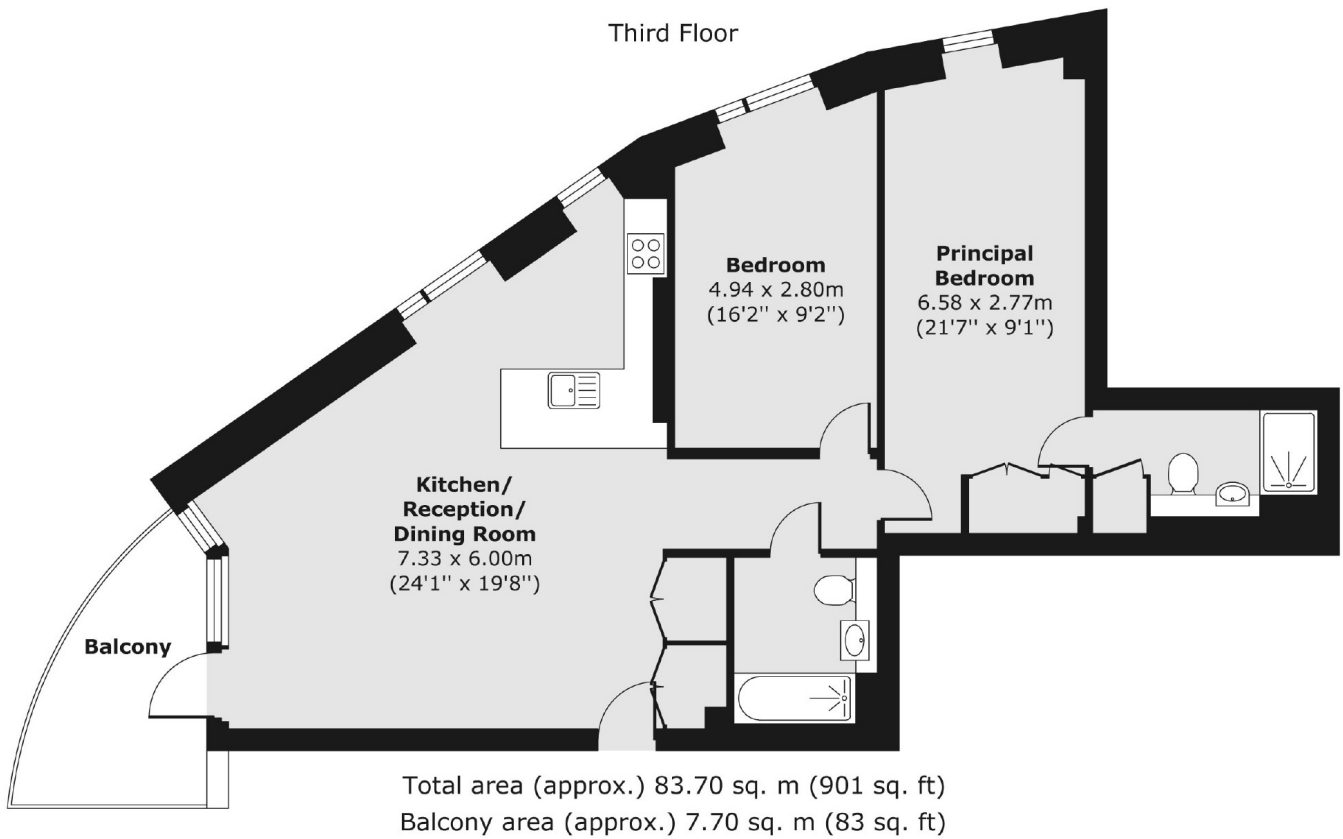 Third Floor
Bedroom
4.94 x 2.80m
(16'2" x 9'2")
Principal
Bedroom
6.58 x 2.77m
(21'7" x 9'1")
Kitchen/
Reception/
Dining Room
7.33 x 6.00m
(24'1" x 19'8")
Balcony
Total area (approx.) 83.70 sq. m (901 sq. ft)
Balcony area (approx.) 7.70 sq. m (83 sq. ft)